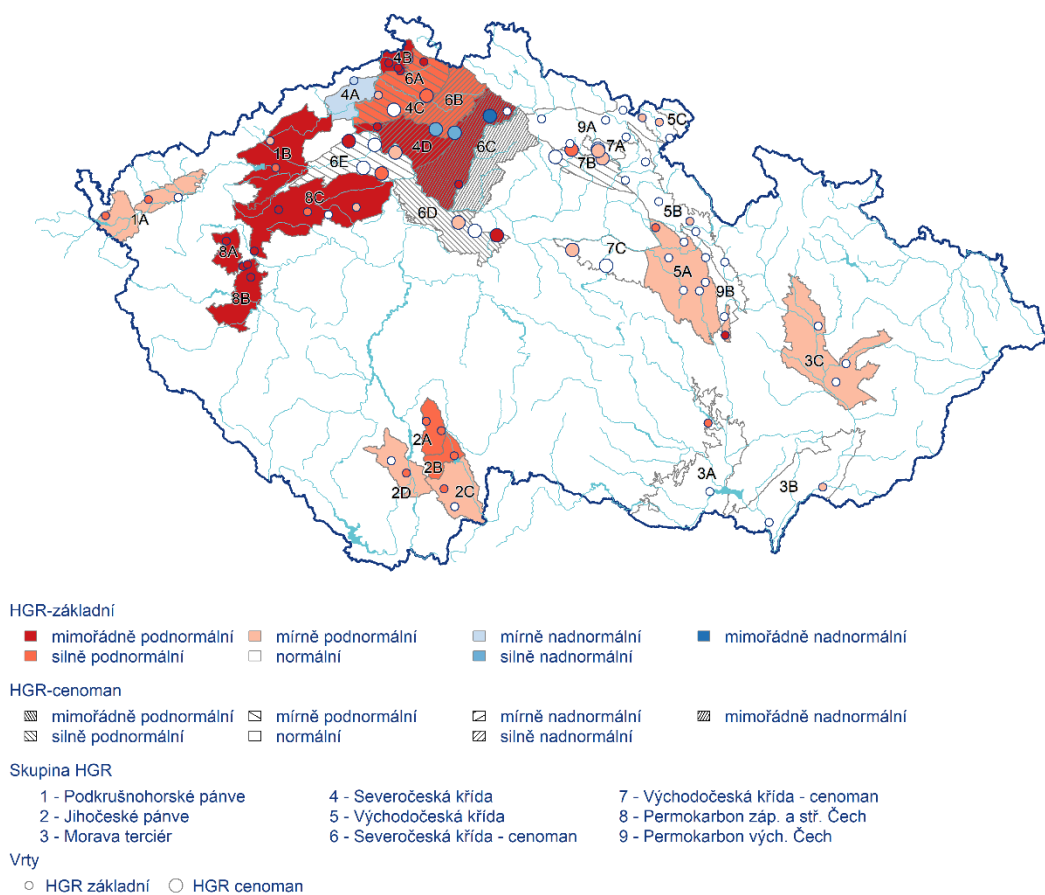 4B
6A
4A
4C
6B
5C
9A
1B
4D
6C
7A
6E
7B
8C
1A
6D
5B
8A
7C
5A
8B
9B
3C
2A
2B
3A
2D
2C
3B
HGR-základní
mimořádně podnormální mírně podnormální mírně nadnormální mimořádně nadnormální
silně podnormální normální silně nadnormální
HGR-cenoman
mimořádně podnormální mírně podnormální mírně nadnormální mimořádně nadnormální
silně podnormální normální silně nadnormální
Skupina HGR
1 - Podkrušnohorské pánve 4 - Severočeská křída 7 - Východočeská křída - cenoman
2 - Jihočeské pánve 5 - Východočeská křída 8 - Permokarbon záp. a stř. Čech
3 - Morava terciér 6 - Severočeská křída - cenoman 9 - Permokarbon vých. Čech
Vrty
HGR základní HGR cenoman